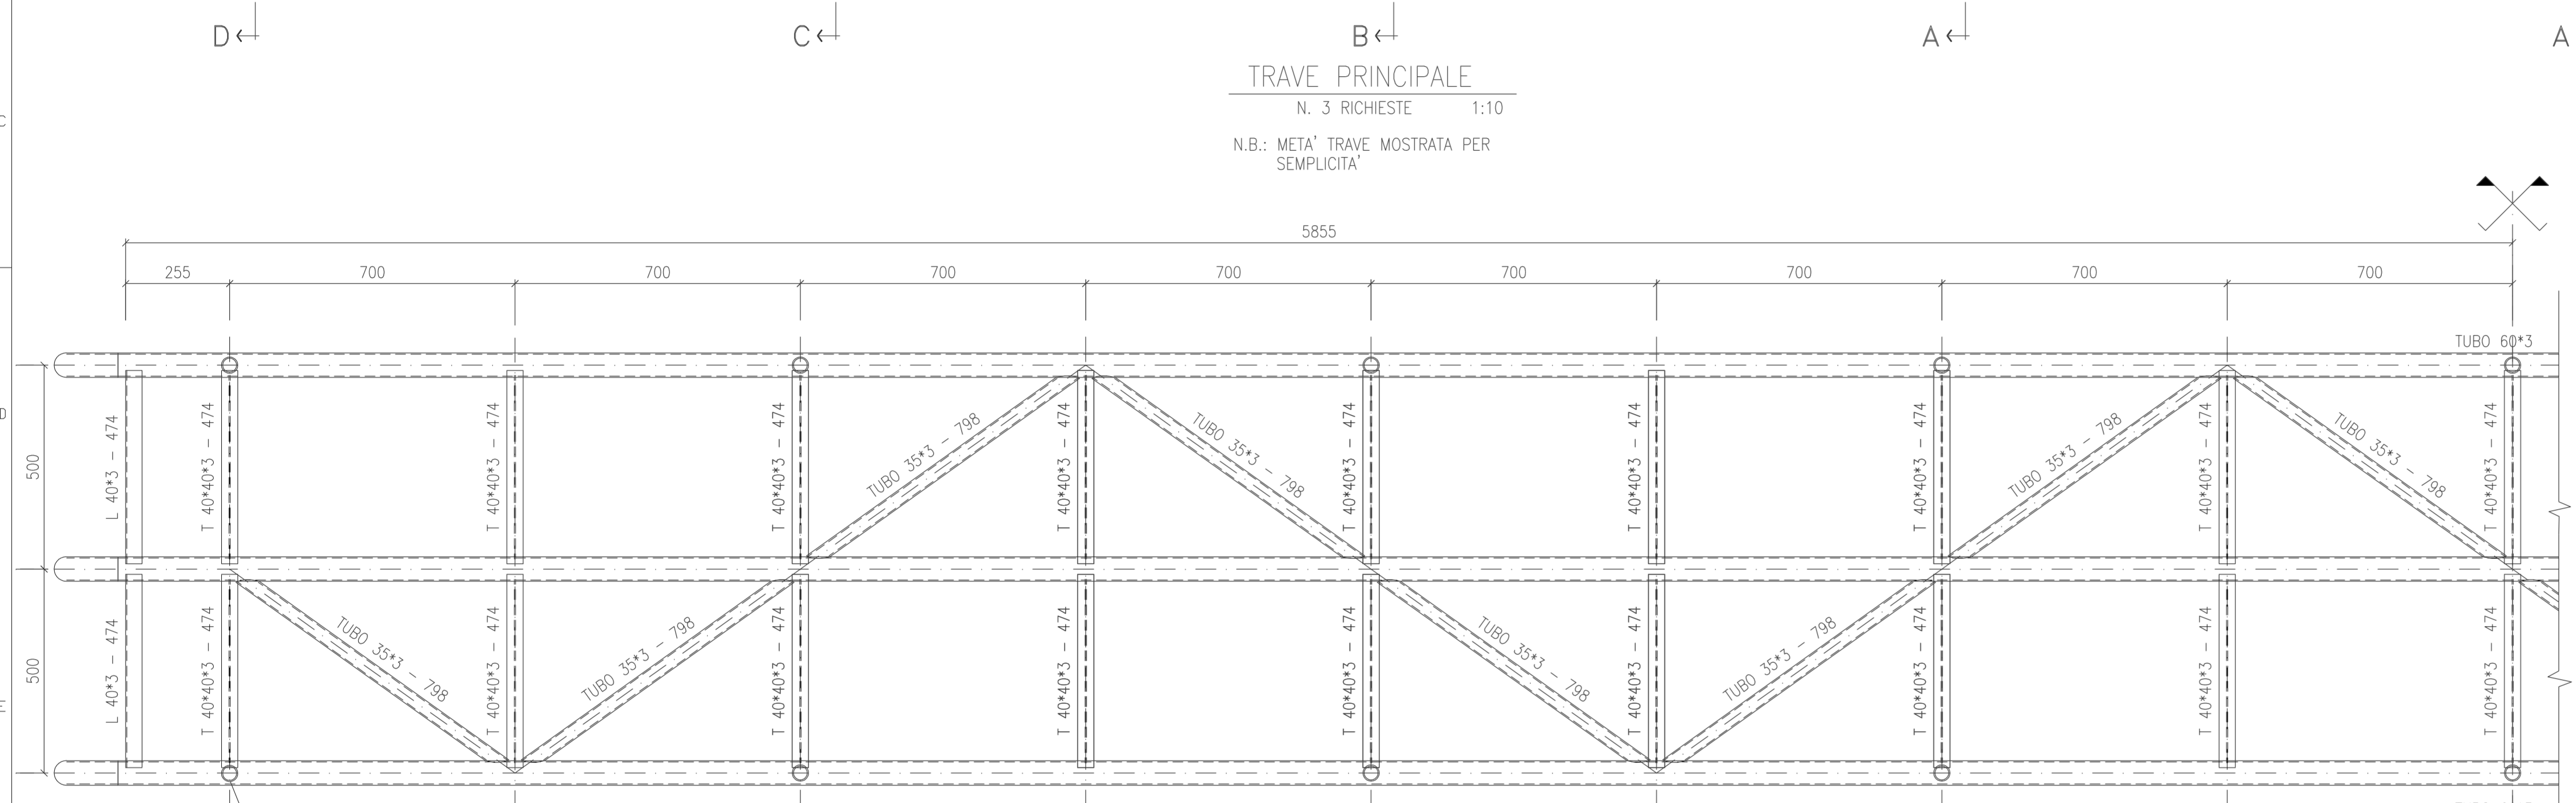 D
C
B
A
A
TRAVE PRINCIPALE
N. 3 RICHIESTE 1:10
N.B.: META' TRAVE MOSTRATA PER
SEMPLICITA'
C
5855
255
700
700
700
700
700
700
700
700
TUBO 60*3
D
500
L 40*3 - 474
T 40*40*3 - 474
T 40*40*3 - 474
T 40*40*3 - 474
TUBO 35*3 - 798
T 40*40*3 - 474
TUBO 35*3 - 798
T 40*40*3 - 474
T 40*40*3 - 474
T 40*40*3 - 474
TUBO 35*3 - 798
T 40*40*3 - 474
TUBO 35*3 - 798
T 40*40*3 - 474
500
L 40*3 - 474
T 40*40*3 - 474
TUBO 35*3 - 798
T 40*40*3 - 474
TUBO 35*3 - 798
T 40*40*3 - 474
T 40*40*3 - 474
T 40*40*3 - 474
TUBO 35*3 - 798
T 40*40*3 - 474
TUBO 35*3 - 798
T 40*40*3 - 474
T 40*40*3 - 474
T 40*40*3 - 474